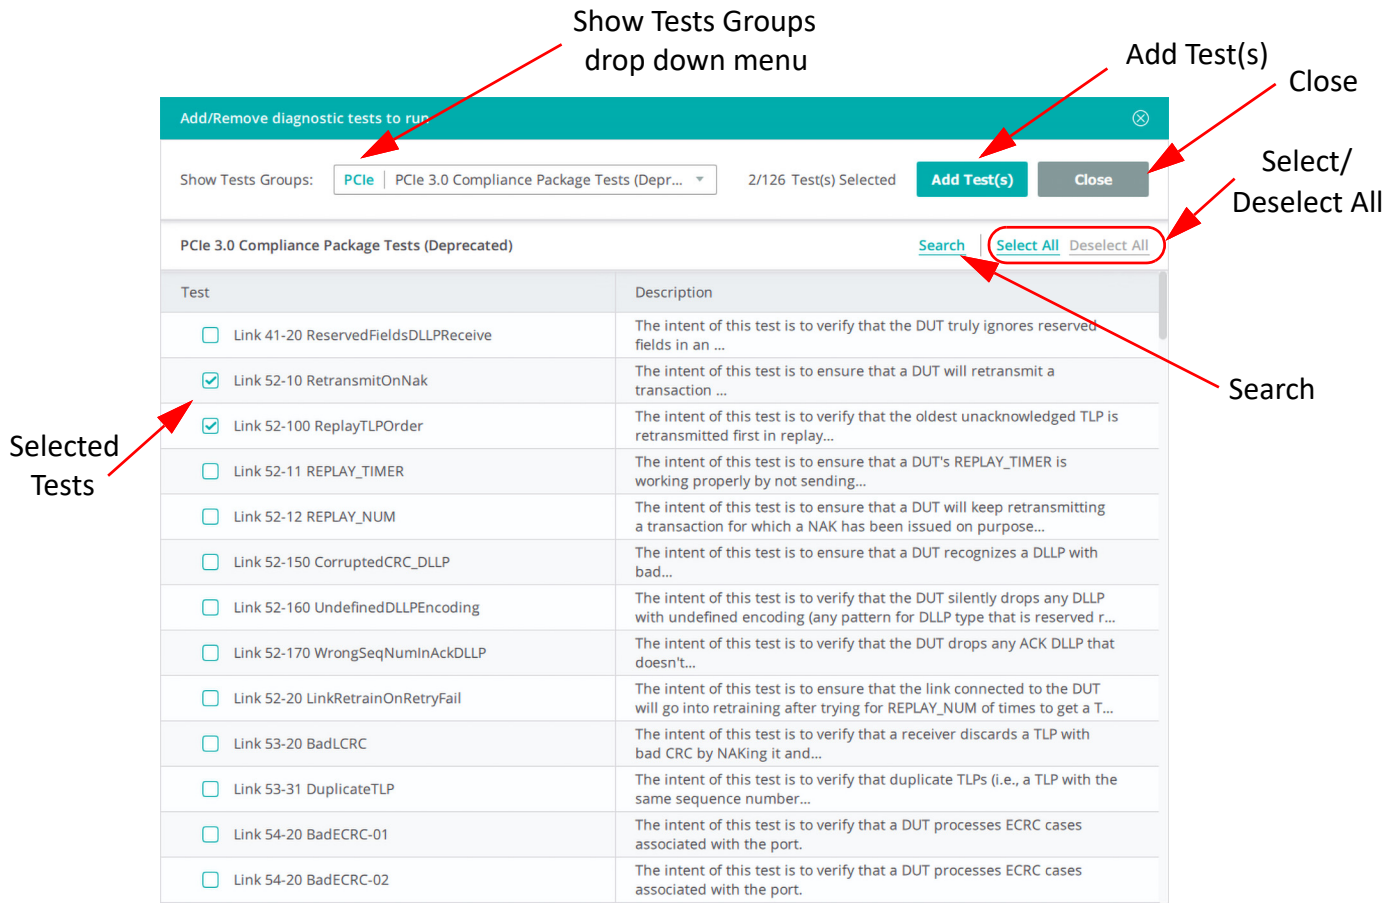 Show Tests Groups
drop down menu
Add Test(s)
Close
Select/
Deselect All
Search
Selected
Tests
Add/Remove diagnostic tests to run
Show Tests Groups:
PCIe
PCIe 3.0 Compliance Package Tests (Depr...
2/126 Test(s) Selected
Add Test(s)
Close
PCIe 3.0 Compliance Package Tests (Deprecated)
Search
Select All
Deselect All
Test
Description
Link 41-20 ReservedFieldsDLLPReceive
The intent of this test is to verify that the DUT truly ignores reserved
fields in an ...
Link 52-10 RetransmitOnNak
The intent of this test is to ensure that a DUT will retransmit a
transaction ...
Link 52-100 ReplayTLPOrder
The intent of this test is to verify that the oldest unacknowledged TLP is
retransmitted first in replay...
Link 52-11 REPLAY_TIMER
The intent of this test is to ensure that a DUT's REPLAY_TIMER is
working properly by not sending...
Link 52-12 REPLAY_NUM
The intent of this test is to ensure that a DUT will keep retransmitting
a transaction for which a NAK has been issued on purpose...
Link 52-150 CorruptedCRC_DLLP
The intent of this test is to ensure that a DUT recognizes a DLLP with
bad...
Link 52-160 UndefinedDLLPEncoding
The intent of this test is to verify that the DUT silently drops any DLLP
with undefined encoding (any pattern for DLLP type that is reserved r...
Link 52-170 WrongSeqNumInAckDLLP
The intent of this test is to verify that the DUT drops any ACK DLLP that
doesn't...
Link 52-20 LinkRetrainOnRetryFail
The intent of this test is to ensure that the link connected to the DUT
will go into retraining after trying for REPLAY_NUM of times to get a T...
Link 53-20 BadLCRC
The intent of this test is to verify that a receiver discards a TLP with
bad CRC by NAKing it and...
Link 53-31 DuplicateTLP
The intent of this test is to verify that duplicate TLPs (i.e., a TLP with the
same sequence number...
Link 54-20 BadECRC-01
The intent of this test is to verify that a DUT processes ECRC cases
associated with the port.
Link 54-20 BadECRC-02
The intent of this test is to verify that a DUT processes ECRC cases
associated with the port.